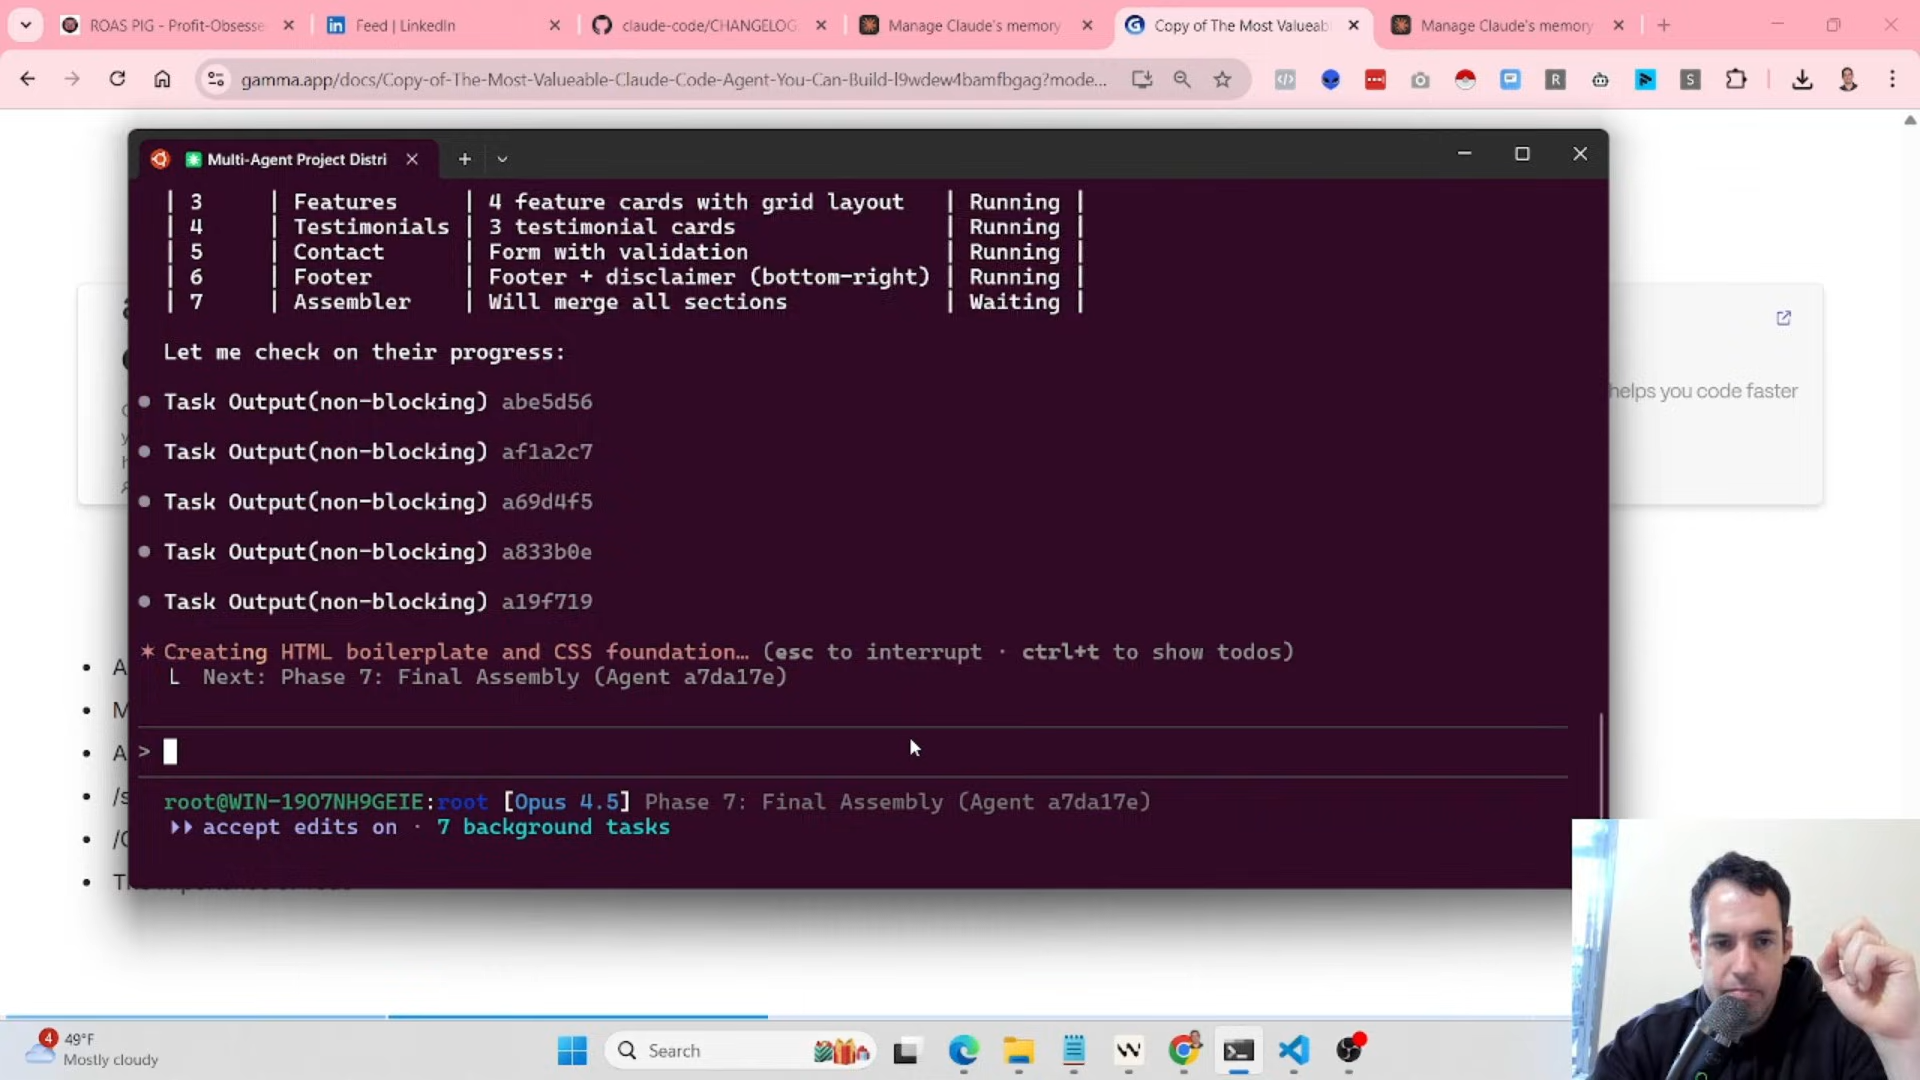 ROAS PIG - Profit-Obsesse
Feed | LinkedIn
claude-code/CHANGELOG
Manage Claude's memory
Copy of The Most Valueabl
Manage Claude's memory
gamma.app/docs/Copy-of-The-Most-Valueable-Claude-Code-Agent-You-Can-Build-l9wdew4bamfbgag?mode...
Multi-Agent Project Distri
| 3 | Features | 4 feature cards with grid layout | Running |
| 4 | Testimonials | 3 testimonial cards | Running |
| 5 | Contact | Form with validation | Running |
| 6 | Footer | Footer + disclaimer (bottom-right) | Running |
| 7 | Assembler | Will merge all sections | Waiting |
Let me check on their progress:
helps you code faster
● Task Output(non-blocking) abe5d56
● Task Output(non-blocking) af1a2c7
● Task Output(non-blocking) a69d4f5
● Task Output(non-blocking) a833b0e
● Task Output(non-blocking) a19f719
✶ Creating HTML boilerplate and CSS foundation… (esc to interrupt · ctrl+t to show todos)
└ Next: Phase 7: Final Assembly (Agent a7da17e)
>
root@WIN-19O7NH9GEIE:root [Opus 4.5] Phase 7: Final Assembly (Agent a7da17e)
⏵⏵ accept edits on · 7 background tasks
4
49°F
Mostly cloudy
Search